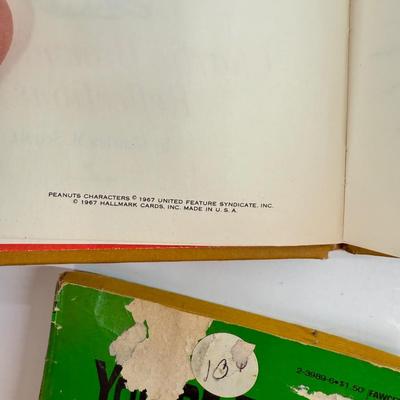 PEANUTS CHARACTERS © 1967 UNITED FEATURE SYNDICATE, INC.
© 1967 HALLMARK CARDS, INC. MADE IN U. S. A.
2-3989-6•$1.50 FAWC
10¢